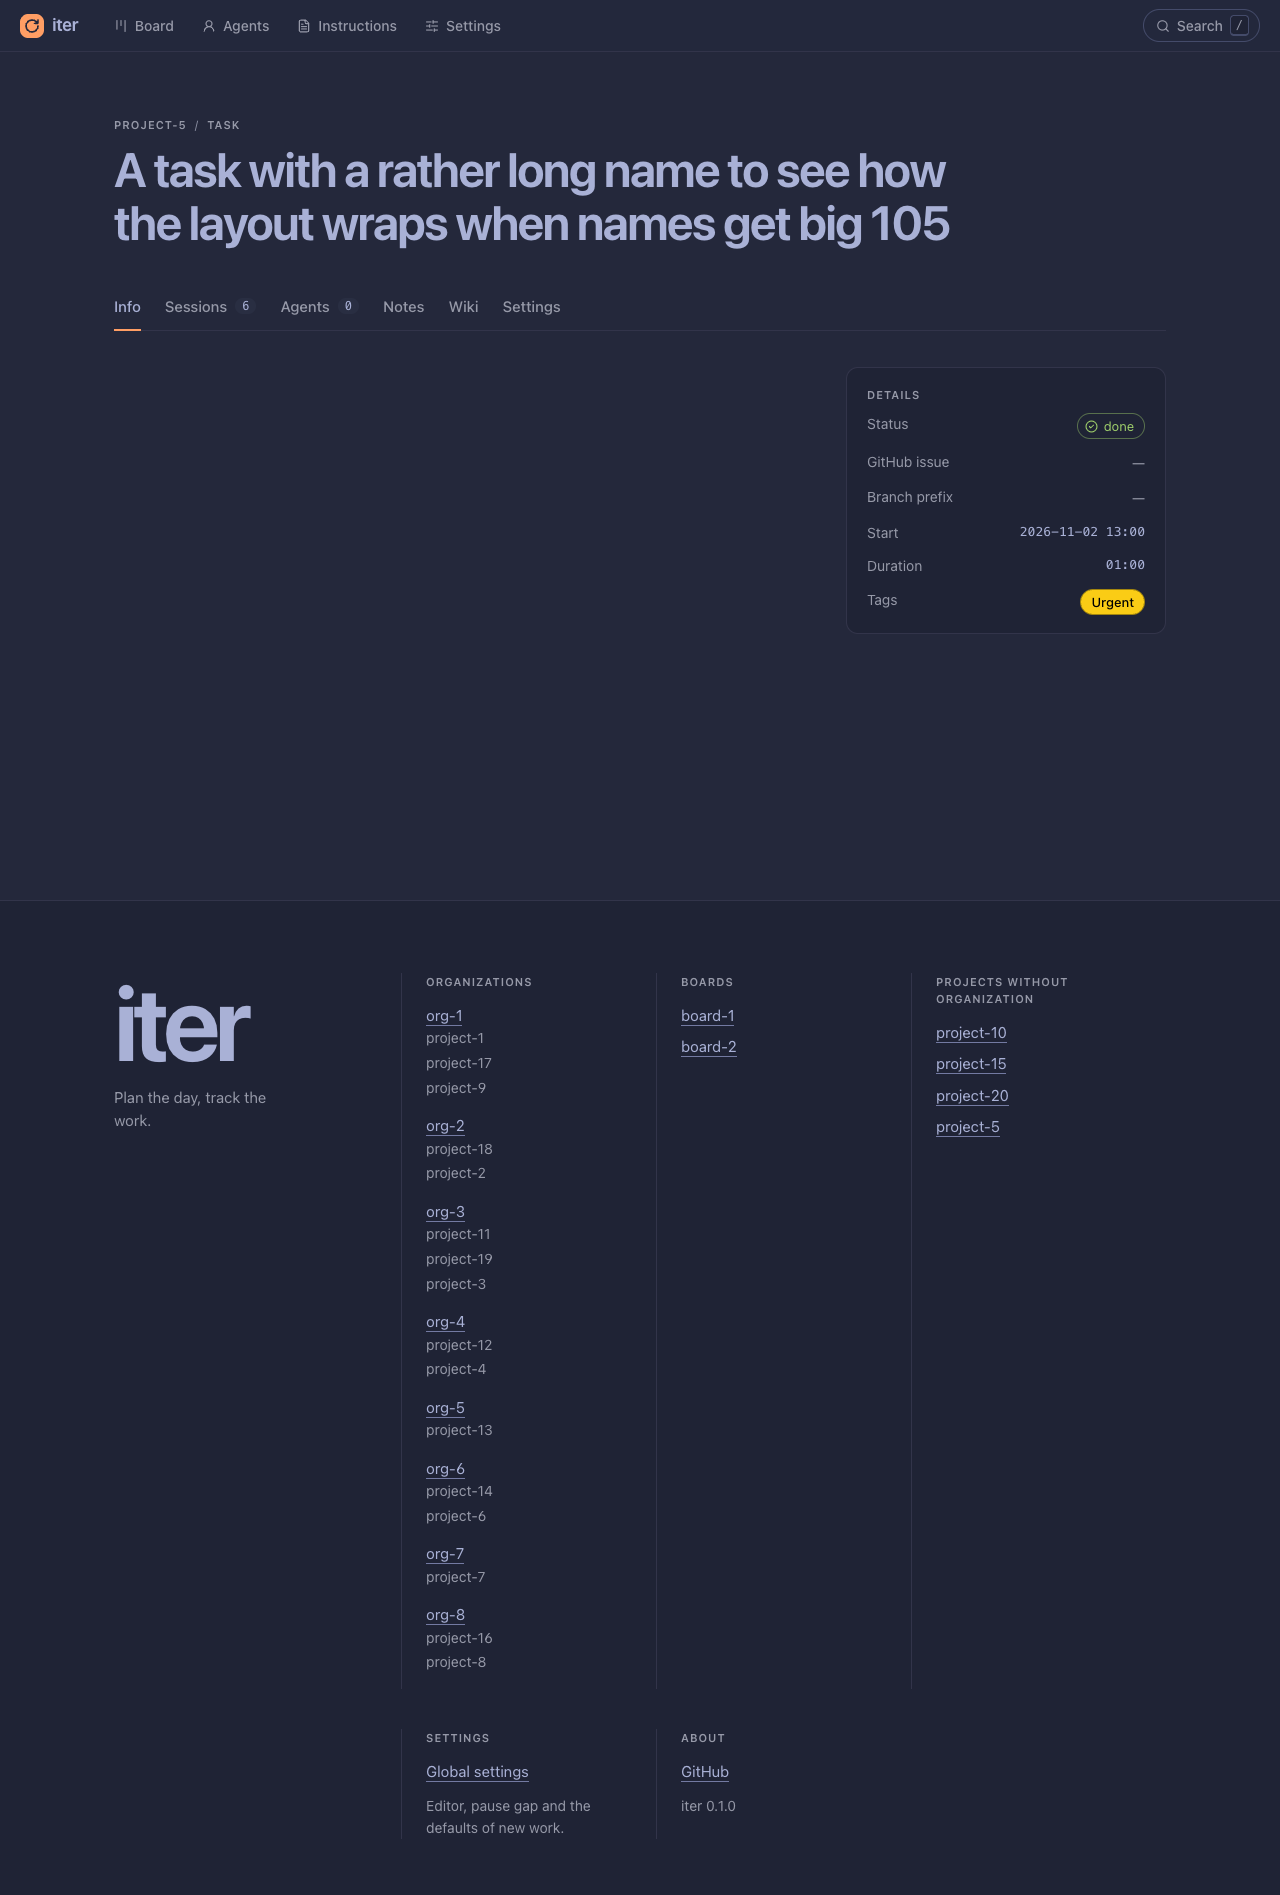 iter
Board
Agents
Instructions
Settings
Search /
PROJECT-5 / TASK
A task with a rather long name to see how
the layout wraps when names get big 105
Info
Sessions 6
Agents 0
Notes
Wiki
Settings
DETAILS
Status done
GitHub issue —
Branch prefix —
Start 2026-11-02 13:00
Duration 01:00
Tags Urgent
iter
Plan the day, track the
work.
ORGANIZATIONS
org-1
project-1
project-17
project-9
org-2
project-18
project-2
org-3
project-11
project-19
project-3
org-4
project-12
project-4
org-5
project-13
org-6
project-14
project-6
org-7
project-7
org-8
project-16
project-8
BOARDS
board-1
board-2
PROJECTS WITHOUT
ORGANIZATION
project-10
project-15
project-20
project-5
SETTINGS
Global settings
Editor, pause gap and the
defaults of new work.
ABOUT
GitHub
iter 0.1.0